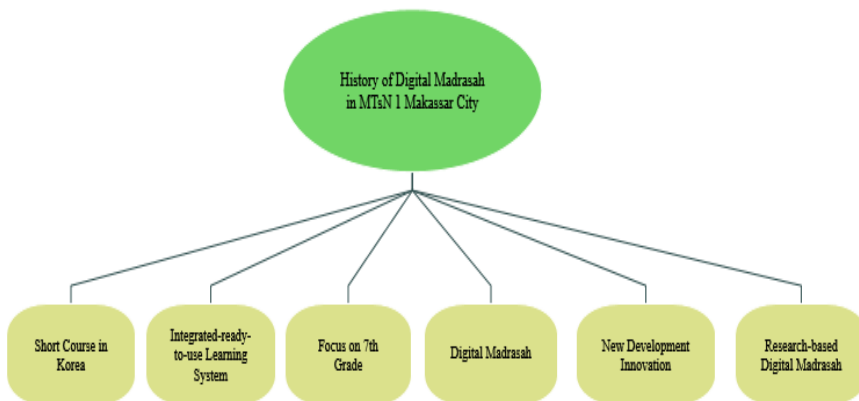 History of Digital Madrasah
in MTsN 1 Makassar City
Short Course in
Korea
Integrated-ready-
to-use Learning
System
Focus on 7th
Grade
Digital Madrasah
New Development
Innovation
Research-based
Digital Madrasah